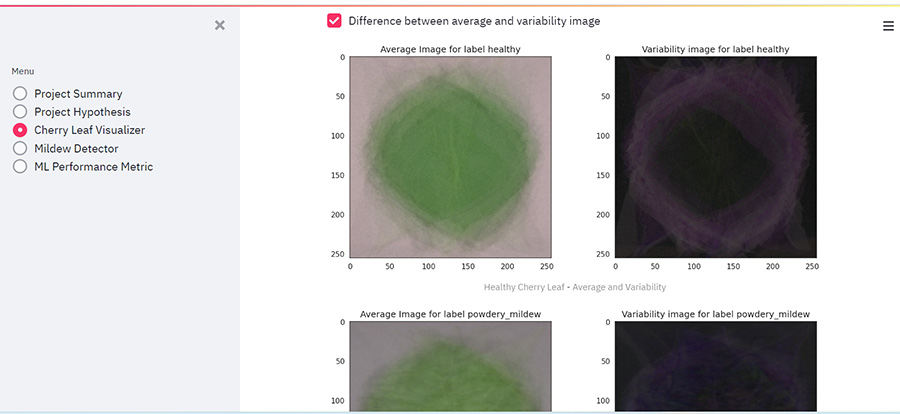 Menu
Project Summary
Project Hypothesis
Cherry Leaf Visualizer
Mildew Detector
ML Performance Metric
Difference between average and variability image
Average Image for label healthy
0
50
100
150
200
250
0 50 100 150 200 250
Variability image for label healthy
0
50
100
150
200
250
0 50 100 150 200 250
Healthy Cherry Leaf - Average and Variability
Average Image for label powdery_mildew
0
50
100
Variability image for label powdery_mildew
0
50
100